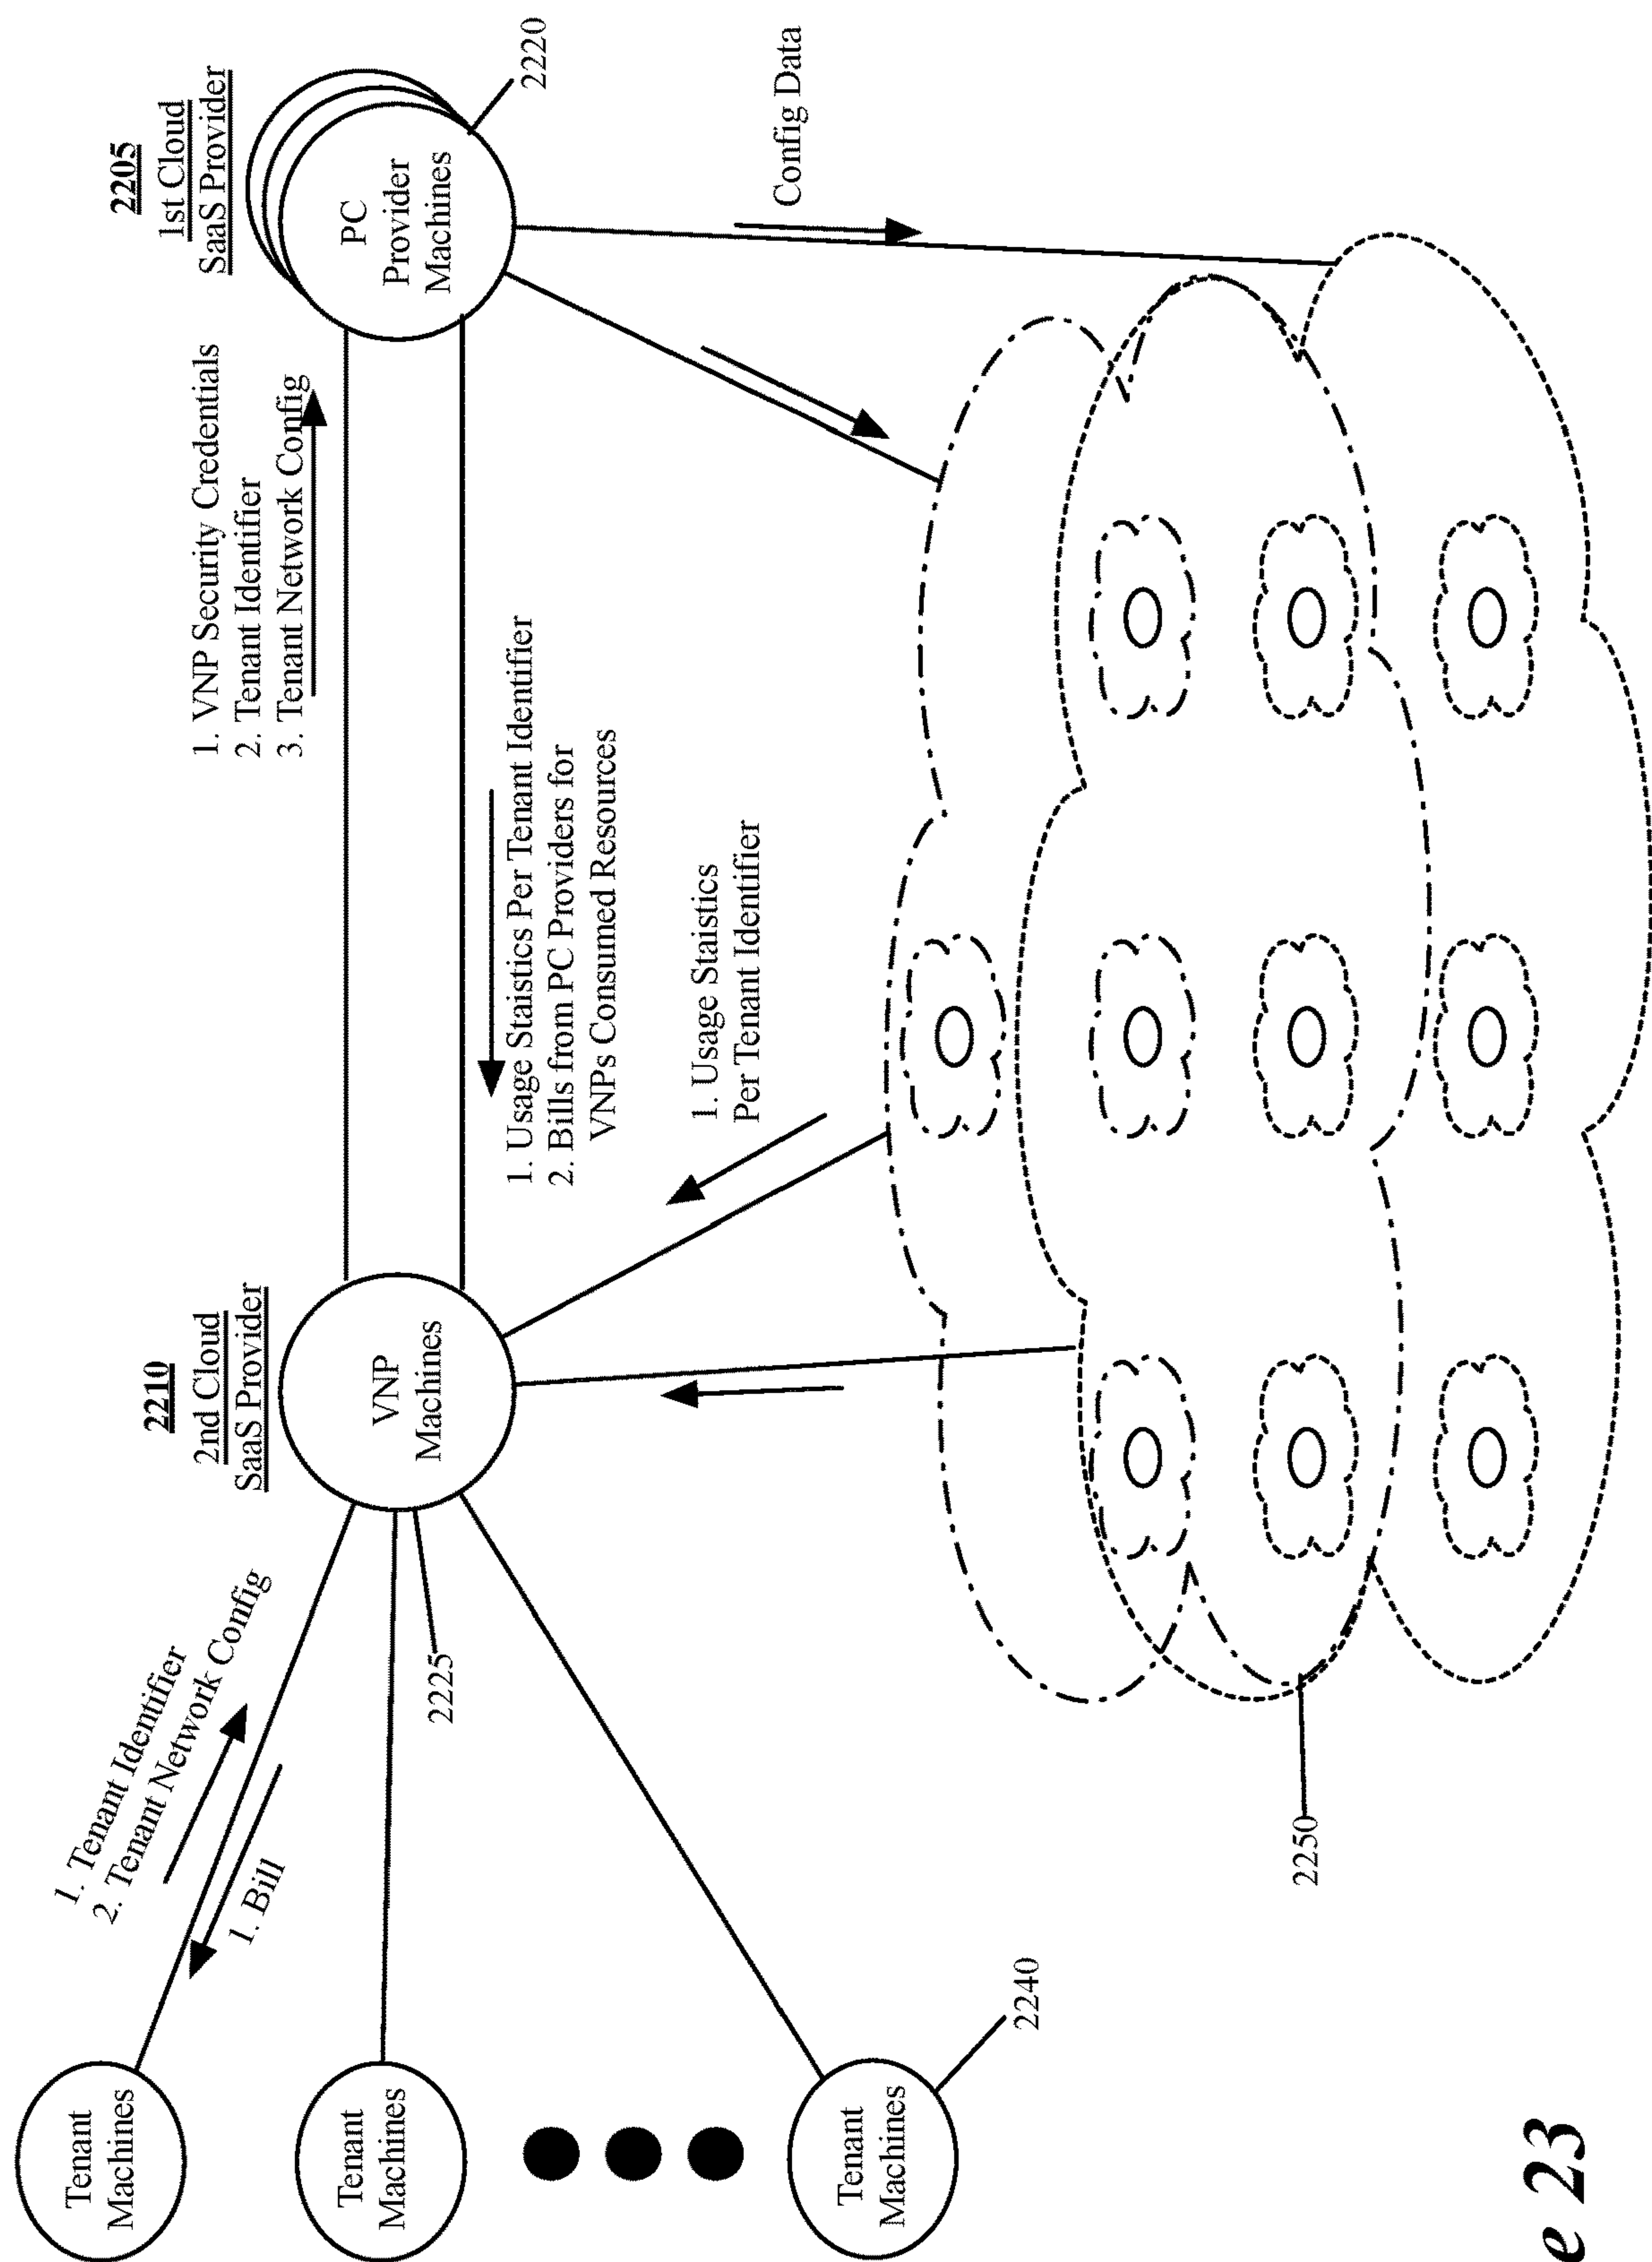 2205
1st Cloud
SaaS Provider
PC
Provider
Machines
2220
1. VNP Security Credentials
2. Tenant Identifier
3. Tenant Network Config
Config Data
1. Usage Staistics Per Tenant Identifier
2. Bills from PC Providers for
VNPs Consumed Resources
1. Usage Staistics
Per Tenant Identifier
2210
2nd Cloud
SaaS Provider
VNP
Machines
2225
1. Tenant Identifier
2. Tenant Network Config
1. Bill
Tenant
Machines
Tenant
Machines
Tenant
Machines
2240
2250
e 23